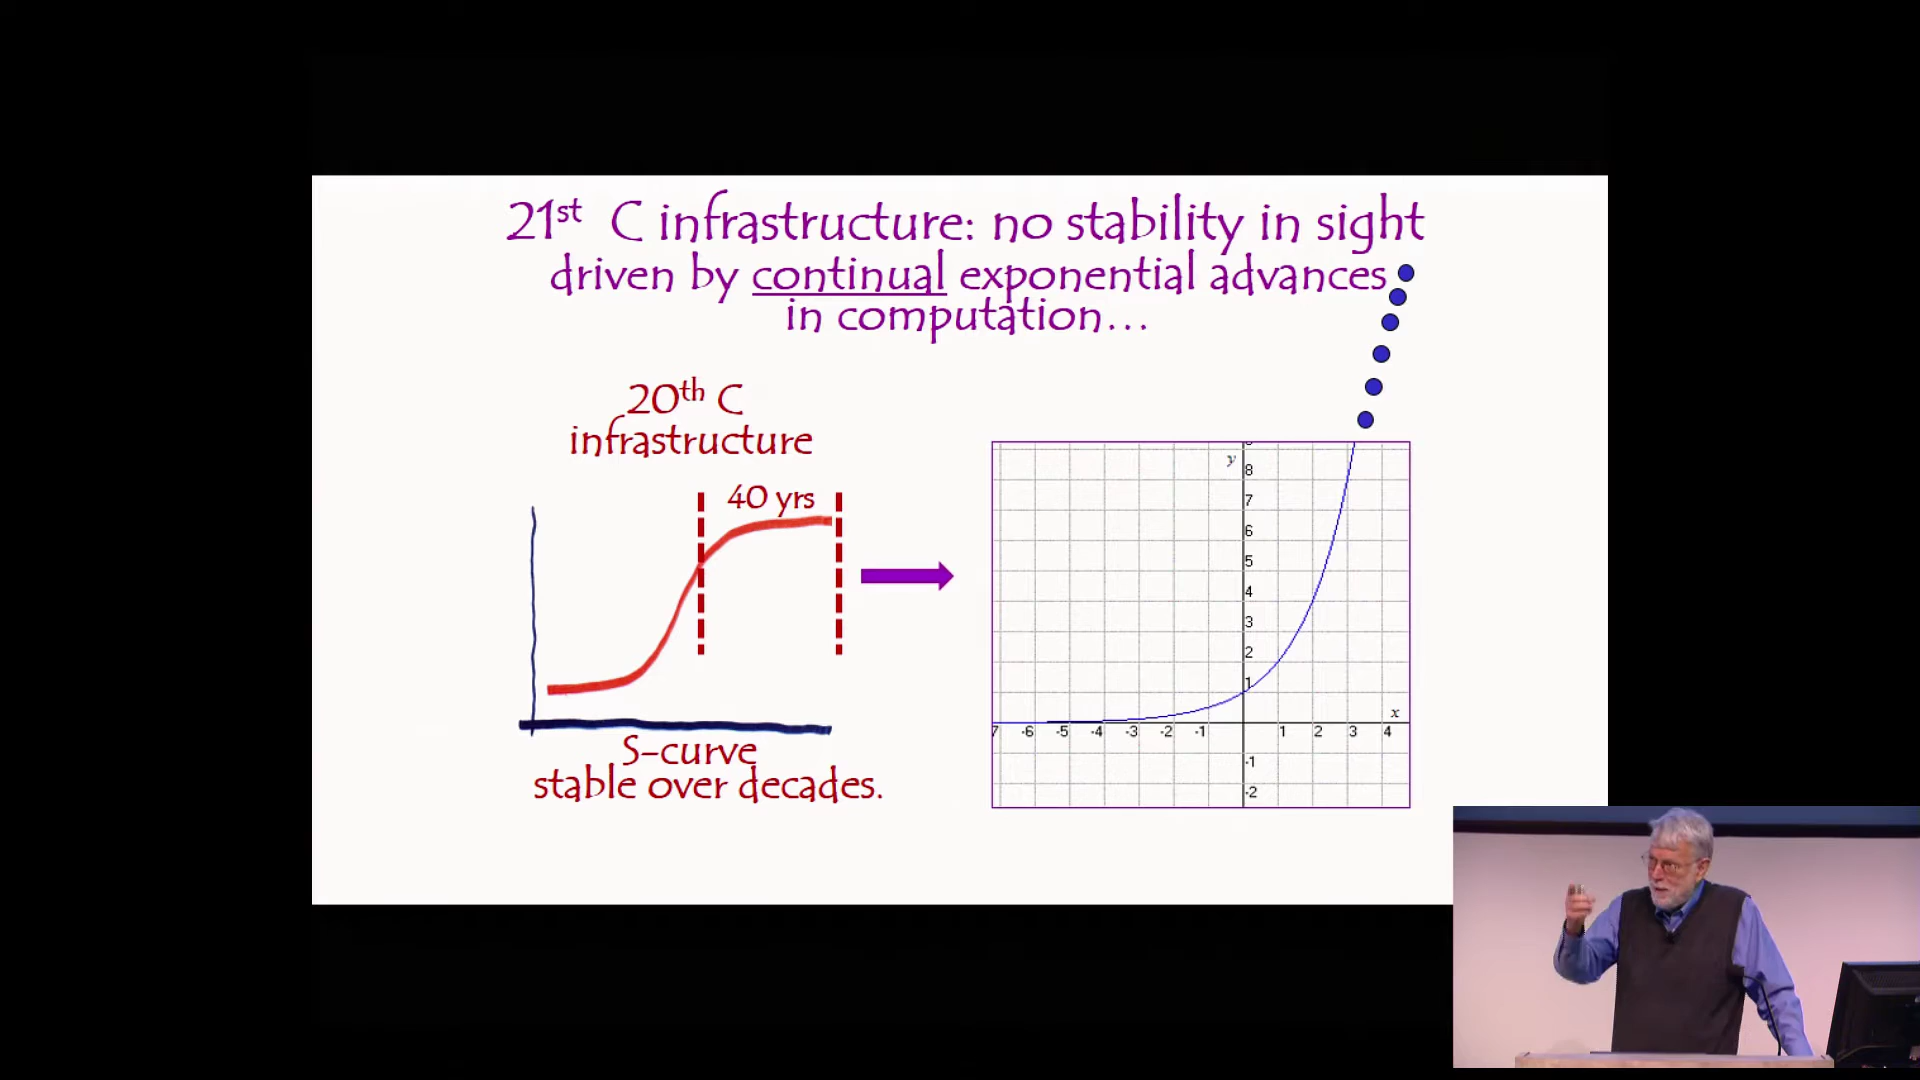 21st C infrastructure: no stability in sight
driven by continual exponential advances
in computation...
20th C
infrastructure
40 yrs
S-curve
stable over decades.
y
8
7
6
5
4
3
2
1
x
7 -6 -5 -4 -3 -2 -1 1 2 3 4
-1
-2